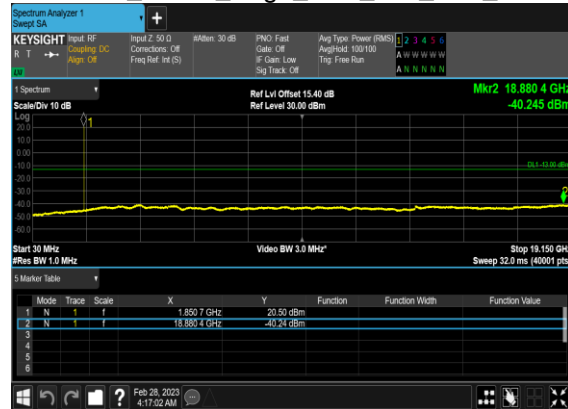 Spectrum Analyzer 1
Swept SA
+
KEYSIGHT
R T
LW
Input: RF
Coupling: DC
Align: Off
Input Z: 50 Ω
Corrections: Off
Freq Ref: Int (S)
#Atten: 30 dB
PNO: Fast
Gate: Off
IF Gain: Low
Sig Track: Off
Avg Type: Power (RMS)
Avg|Hold: 100/100
Trig: Free Run
1 2 3 4 5 6
A W W W W W
A N N N N N
1 Spectrum
Scale/Div 10 dB
Ref Lvl Offset 15.40 dB
Ref Level 30.00 dBm
Mkr2 18.880 4 GHz
-40.245 dBm
Log
20.0
10.0
0.00
-10.0
-20.0
-30.0
-40.0
-50.0
-60.0
1
DL1 -13.00 dBm
2
Start 30 MHz
#Res BW 1.0 MHz
Video BW 3.0 MHz*
Stop 19.150 GHz
Sweep 32.0 ms (40001 pts)
5 Marker Table
Mode Trace Scale X Y Function Function Width Function Value
1 N 1 f 1.850 7 GHz 20.50 dBm
2 N 1 f 18.880 4 GHz -40.24 dBm
3
4
5
6
?
Feb 28, 2023
4:17:02 AM